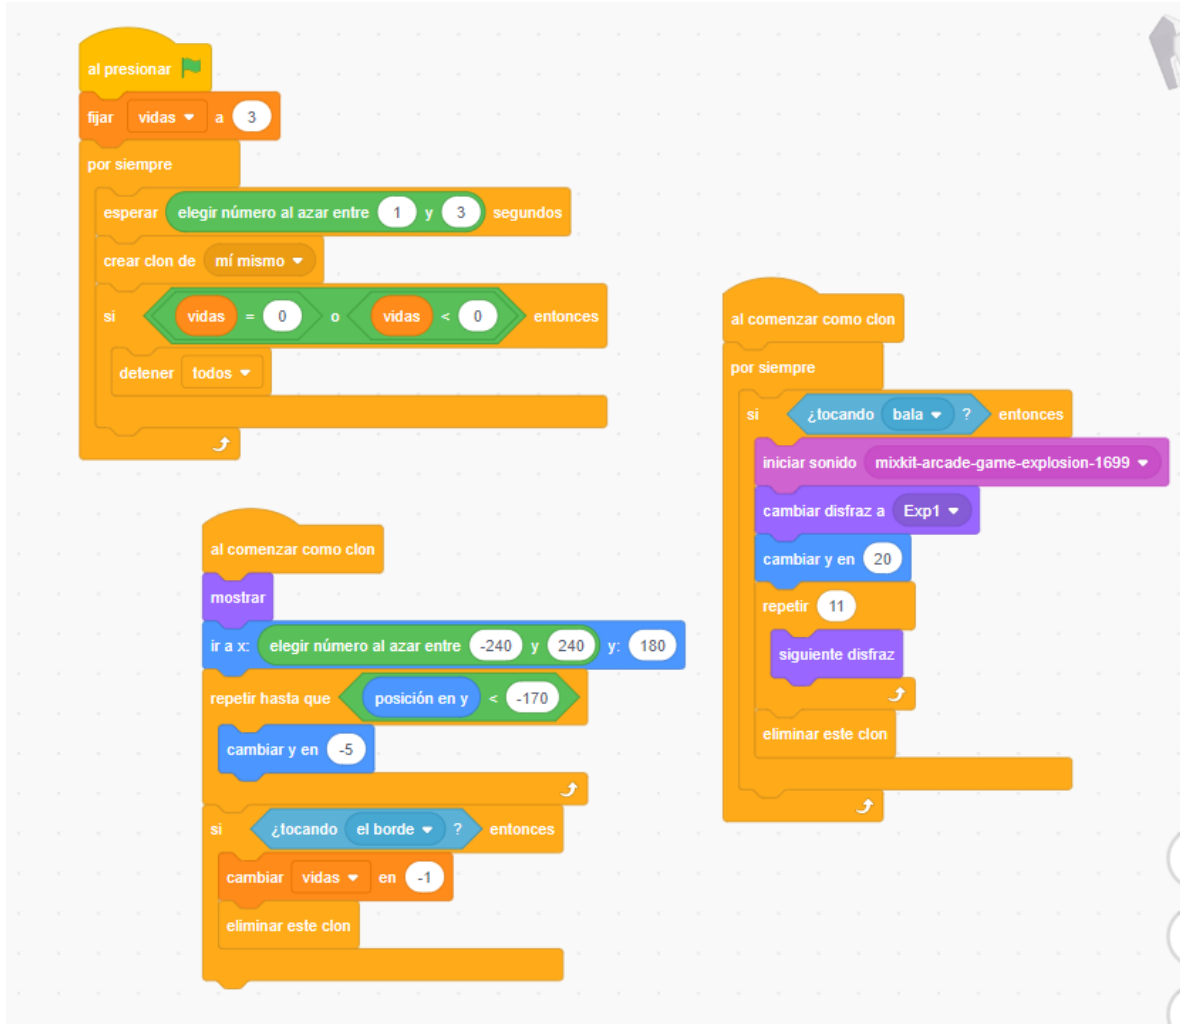 al presionar
fijar vidas a 3
por siempre
esperar elegir número al azar entre 1 y 3 segundos
crear clon de mí mismo
si vidas = 0 o vidas < 0 entonces
detener todos
al comenzar como clon
mostrar
ir a x: elegir número al azar entre -240 y 240 y: 180
repetir hasta que posición en y < -170
cambiar y en -5
si ¿tocando el borde ? entonces
cambiar vidas en -1
eliminar este clon
al comenzar como clon
por siempre
si ¿tocando bala ? entonces
iniciar sonido mixkit-arcade-game-explosion-1699
cambiar disfraz a Exp1
cambiar y en 20
repetir 11
siguiente disfraz
eliminar este clon